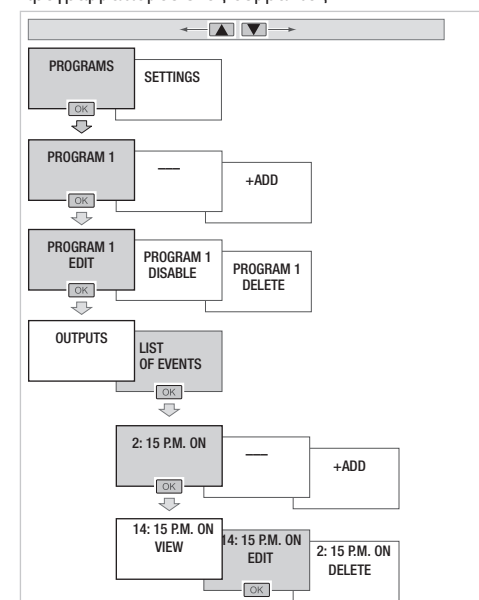 PROGRAMS
SETTINGS
OK
PROGRAM 1
+ADD
OK
PROGRAM 1
EDIT
PROGRAM 1
DISABLE
PROGRAM 1
DELETE
OK
OUTPUTS
LIST
OF EVENTS
OK
2: 15 P.M. ON
+ADD
OK
14: 15 P.M. ON
VIEW
14: 15 P.M. ON
EDIT
2: 15 P.M. ON
DELETE
OK